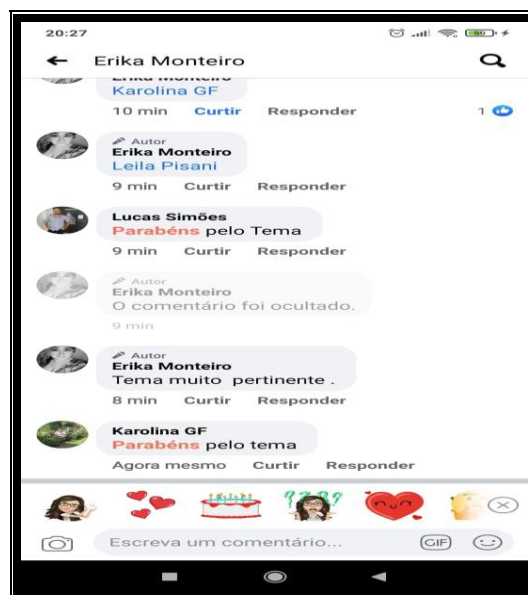 20:27
Erika Monteiro
Erika Monteiro
Karolina GF
10 min Curtir Responder 1
Autor
Erika Monteiro
Leila Pisani
9 min Curtir Responder
Lucas Simões
Parabéns pelo Tema
9 min Curtir Responder
Autor
Erika Monteiro
O comentário foi ocultado.
9 min
Autor
Erika Monteiro
Tema muito pertinente .
8 min Curtir Responder
Karolina GF
Parabéns pelo tema
Agora mesmo Curtir Responder
????
Escreva um comentário... GIF